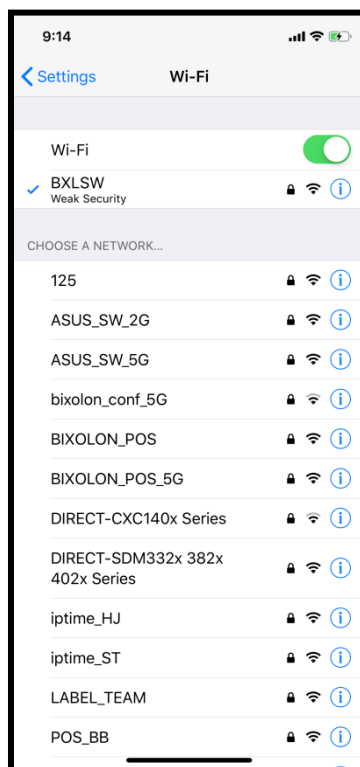 9:14
Settings
Wi-Fi
Wi-Fi
BXLSW
Weak Security
CHOOSE A NETWORK...
125
ASUS_SW_2G
ASUS_SW_5G
bixolon_conf_5G
BIXOLON_POS
BIXOLON_POS_5G
DIRECT-CXC140x Series
DIRECT-SDM332x 382x
402x Series
iptime_HJ
iptime_ST
LABEL_TEAM
POS_BB